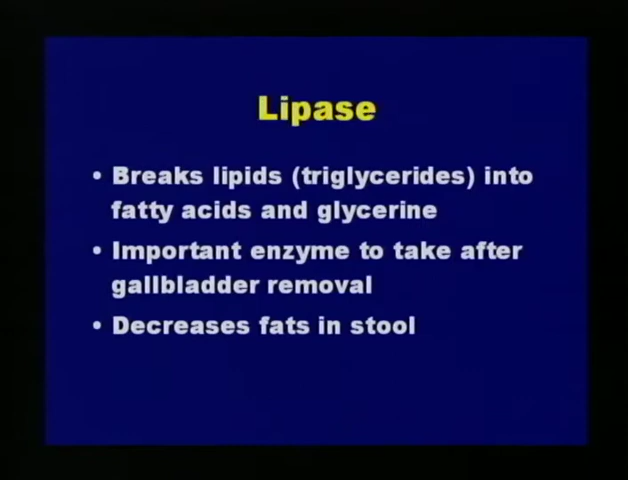 Lipase
• Breaks lipids (triglycerides) into
fatty acids and glycerine
• Important enzyme to take after
gallbladder removal
• Decreases fats in stool